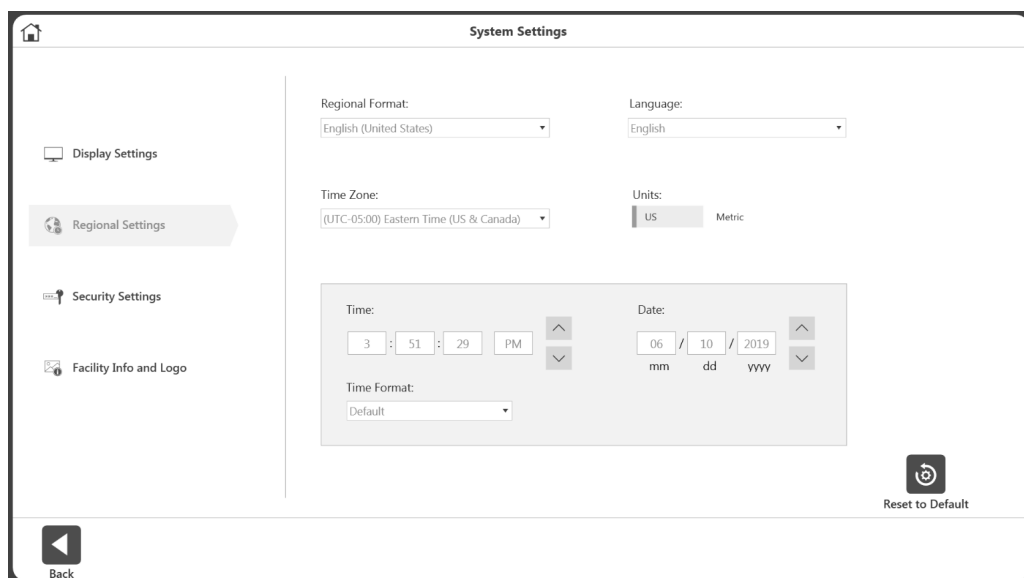 System Settings
Display Settings
Regional Settings
Security Settings
Facility Info and Logo
Regional Format:
English (United States)
Language:
English
Time Zone:
(UTC-05:00) Eastern Time (US & Canada)
Units:
US Metric
Time:
3 : 51 : 29 PM
Time Format:
Default
Date:
06 / 10 / 2019
mm dd yyyy
Reset to Default
Back